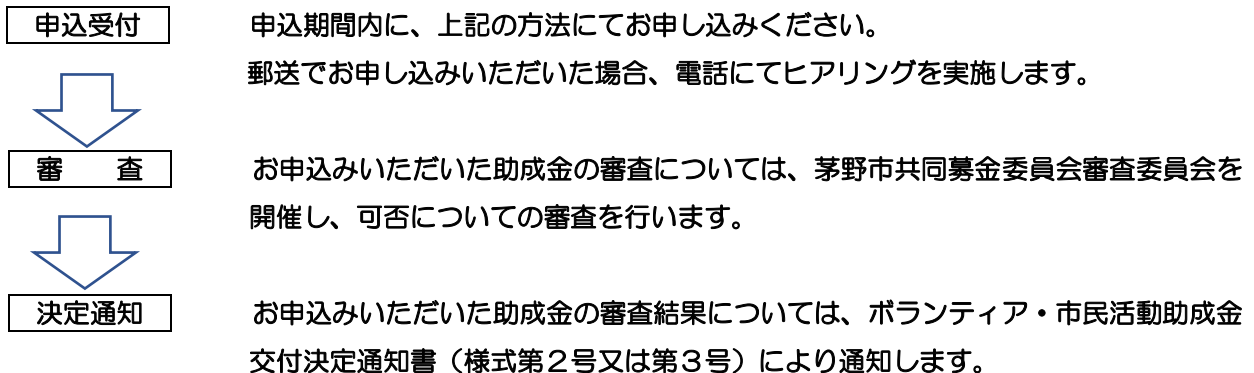 申込受付 申込期間内に、上記の方法にてお申し込みください。
郵送でお申し込みいただいた場合、電話にてヒアリングを実施します。
審　　査 お申込みいただいた助成金の審査については、茅野市共同募金委員会審査委員会を
開催し、可否についての審査を行います。
決定通知 お申込みいただいた助成金の審査結果については、ボランティア・市民活動助成金
交付決定通知書（様式第２号又は第３号）により通知します。